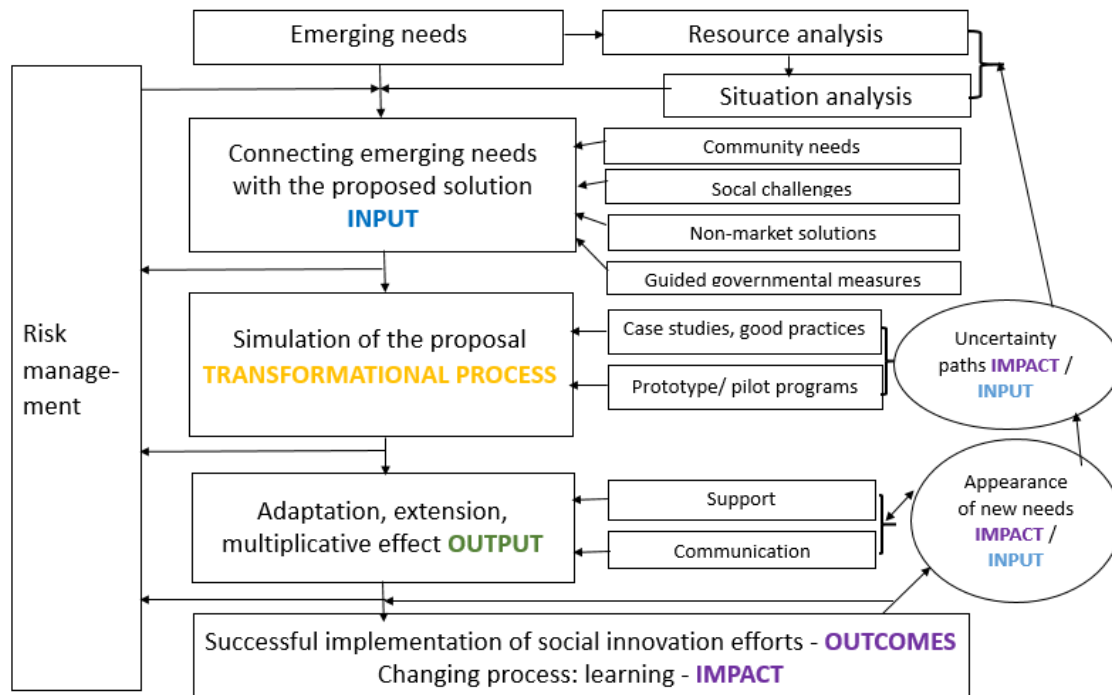 Emerging needs
Resource analysis
Situation analysis
Connecting emerging needs
with the proposed solution
INPUT
Community needs
Socal challenges
Non-market solutions
Guided governmental measures
Risk
manage-
ment
Simulation of the proposal
TRANSFORMATIONAL PROCESS
Case studies, good practices
Prototype/ pilot programs
Uncertainty
paths IMPACT /
INPUT
Adaptation, extension,
multiplicative effect OUTPUT
Support
Communication
Appearance
of new needs
IMPACT /
INPUT
Successful implementation of social innovation efforts - OUTCOMES
Changing process: learning - IMPACT